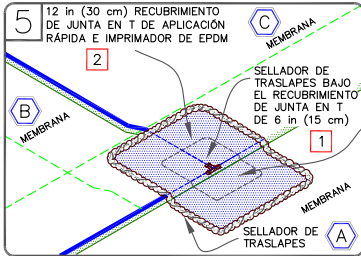 5
12 in (30 cm) RECUBRIMIENTO
DE JUNTA EN T DE APLICACIÓN
RÁPIDA E IMPRIMADOR DE EPDM
2
C
MEMBRANA
SELLADOR DE
TRASLAPES BAJO
EL RECUBRIMIENTO
DE JUNTA EN T
DE 6 in (15 cm)
1
B
MEMBRANA
MEMBRANA
SELLADOR DE
TRASLAPES
A